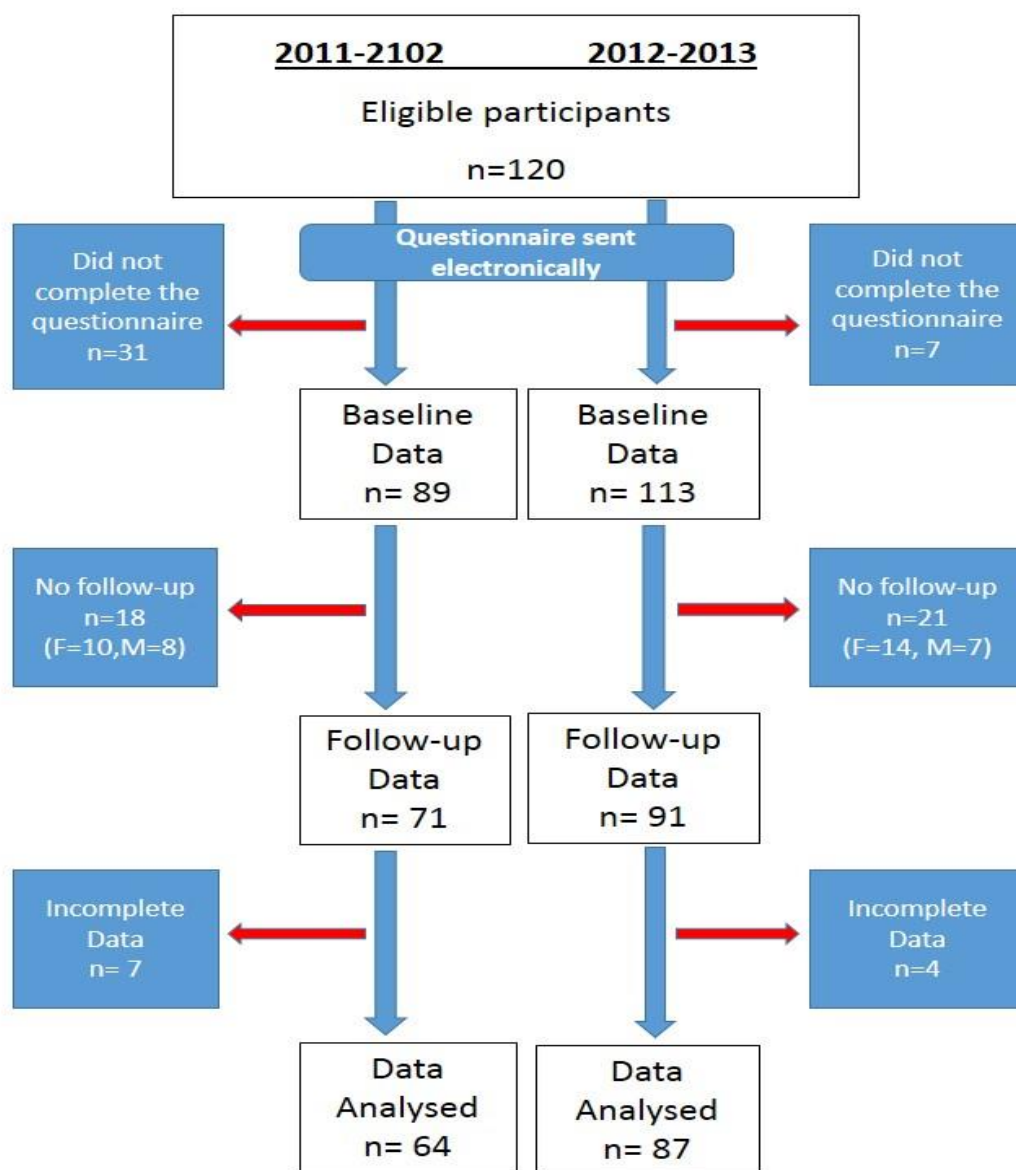 2011-2102 2012-2013
Eligible participants
n=120
Questionnaire sent
electronically
Did not
complete the
questionnaire
n=31
Did not
complete the
questionnaire
n=7
Baseline
Data
n= 89
Baseline
Data
n= 113
No follow-up
n=18
(F=10,M=8)
No follow-up
n=21
(F=14, M=7)
Follow-up
Data
n= 71
Follow-up
Data
n= 91
Incomplete
Data
n= 7
Incomplete
Data
n=4
Data
Analysed
n= 64
Data
Analysed
n= 87